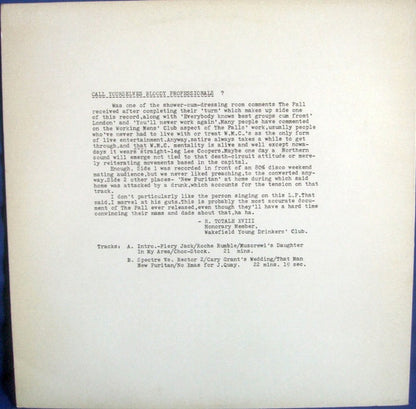 CALL YOURSELVES BLOODY PROFESSIONALS ?
Was one of the shower-cum-dressing room comments The Fall
received after completing their 'turn' which makes up side one
of this record,along with 'Everybody knows best groups cum from'
London' and 'You'll never work again'.Many people have commented
on the Working Mens' Club aspect of The Falls' work,usually people
who've never had to live with or treat W.M.C.'s as the only form
of live entertainment.Anyway,satire always takes a while to get
through.and that W.M.C. mentality is alive and well except nowa-
days it wears straight-leg Lee Coopers.Maybe one day a Northern
sound will emerge not tied to that death-circuit attitude or mere-
ly reiterating movements based in the capital.
Enough. Side 1 was recorded in front of an 80% disco weekend
mating audience,but we never liked preaching,to the converted any-
way.Side 2 other places- 'New Puritan' at home during which said
home was attacked by a drunk,which accounts for the tension on that
track.
I don't particularly like the person singing on this L.P.That
said,I marvel at his guts.This is probably the most accurate docu-
ment of The Fall ever released,even though they'll have a hard time
convincing their mams and dads about that,ha ha.
- R. TOTALE XVIII
Honorary Member,
Wakefield Young Drinkers' Club.
Tracks: A. Intro.-Fiery Jack/Roche Rumble/Muzorewi's Daughter
In My Area/Choc-Stock. 21 mins.
B. Spectre Vs. Rector 2/Cary Grant's Wedding/That Man
New Puritan/No Xmas for J.Quay. 22 mins. 10 sec.